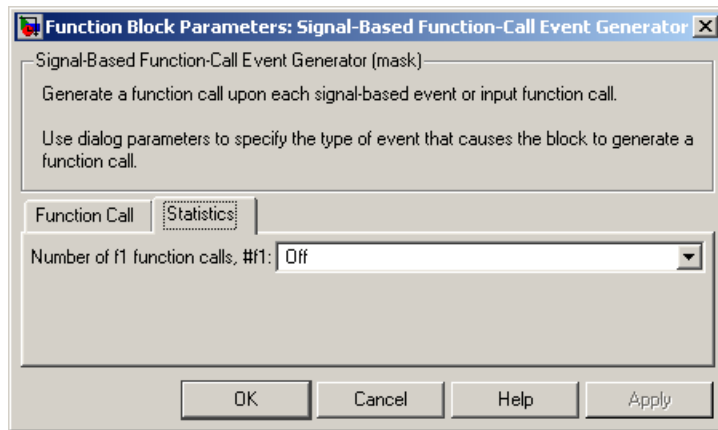 Function Block Parameters: Signal-Based Function-Call Event Generator
Signal-Based Function-Call Event Generator (mask)
Generate a function call upon each signal-based event or input function call.
Use dialog parameters to specify the type of event that causes the block to generate a
function call.
Function Call Statistics
Number of f1 function calls, #f1: Off
OK Cancel Help Apply